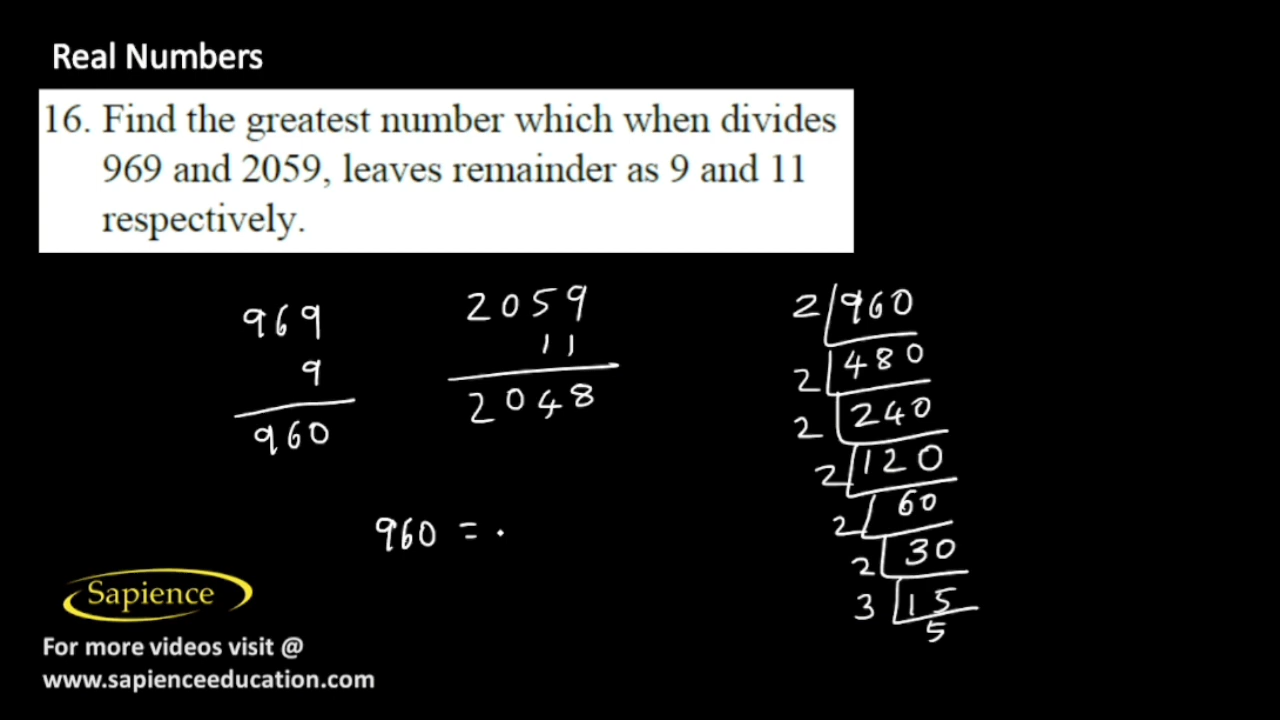 Real Numbers
16. Find the greatest number which when divides
969 and 2059, leaves remainder as 9 and 11
respectively.
969
9
960
2059
11
2048
960 = .
2 960
2 480
2 240
2 120
2 60
2 30
3 15
5
Sapience
For more videos visit @
www.sapienceeducation.com